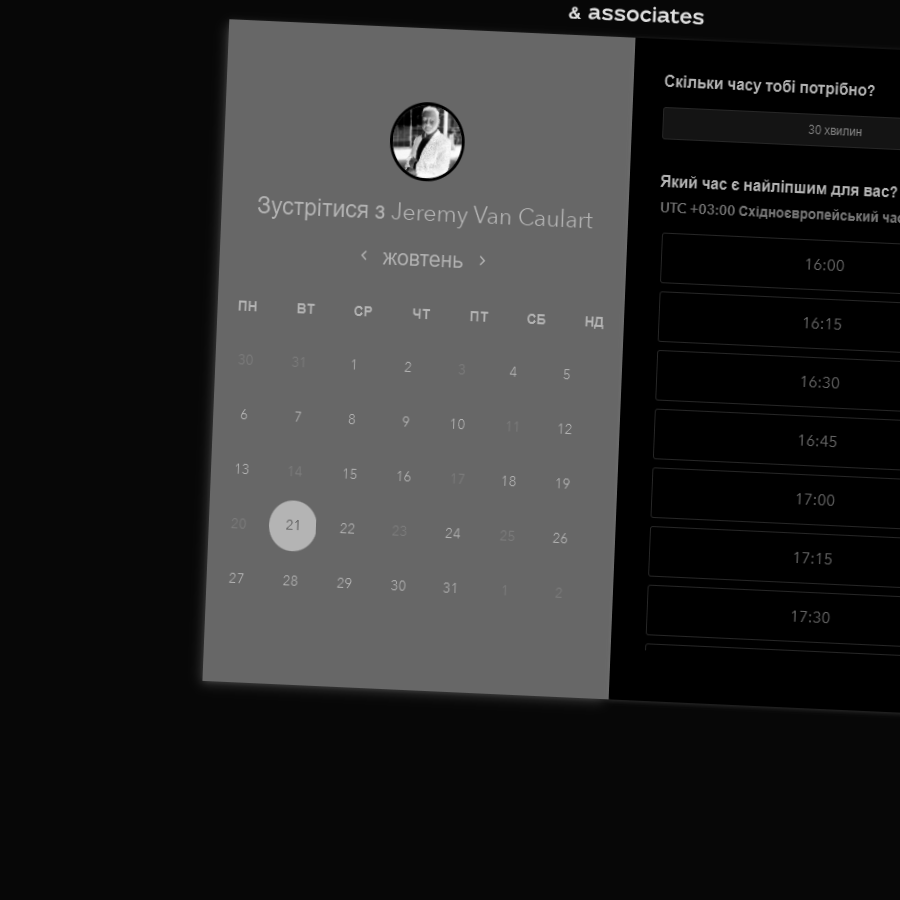 & associates
Зустрітися з Jeremy Van Caulart
жовтень
ПН ВТ СР ЧТ ПТ СБ НД
30 31 1 2 3 4 5
6 7 8 9 10 11 12
13 14 15 16 17 18 19
20 21 22 23 24 25 26
27 28 29 30 31 1 2
Скільки часу тобі потрібно?
30 хвилин
Який час є найліпшим для вас?
UTC +03:00 Східноєвропейський
16:00
16:15
16:30
16:45
17:00
17:15
17:30